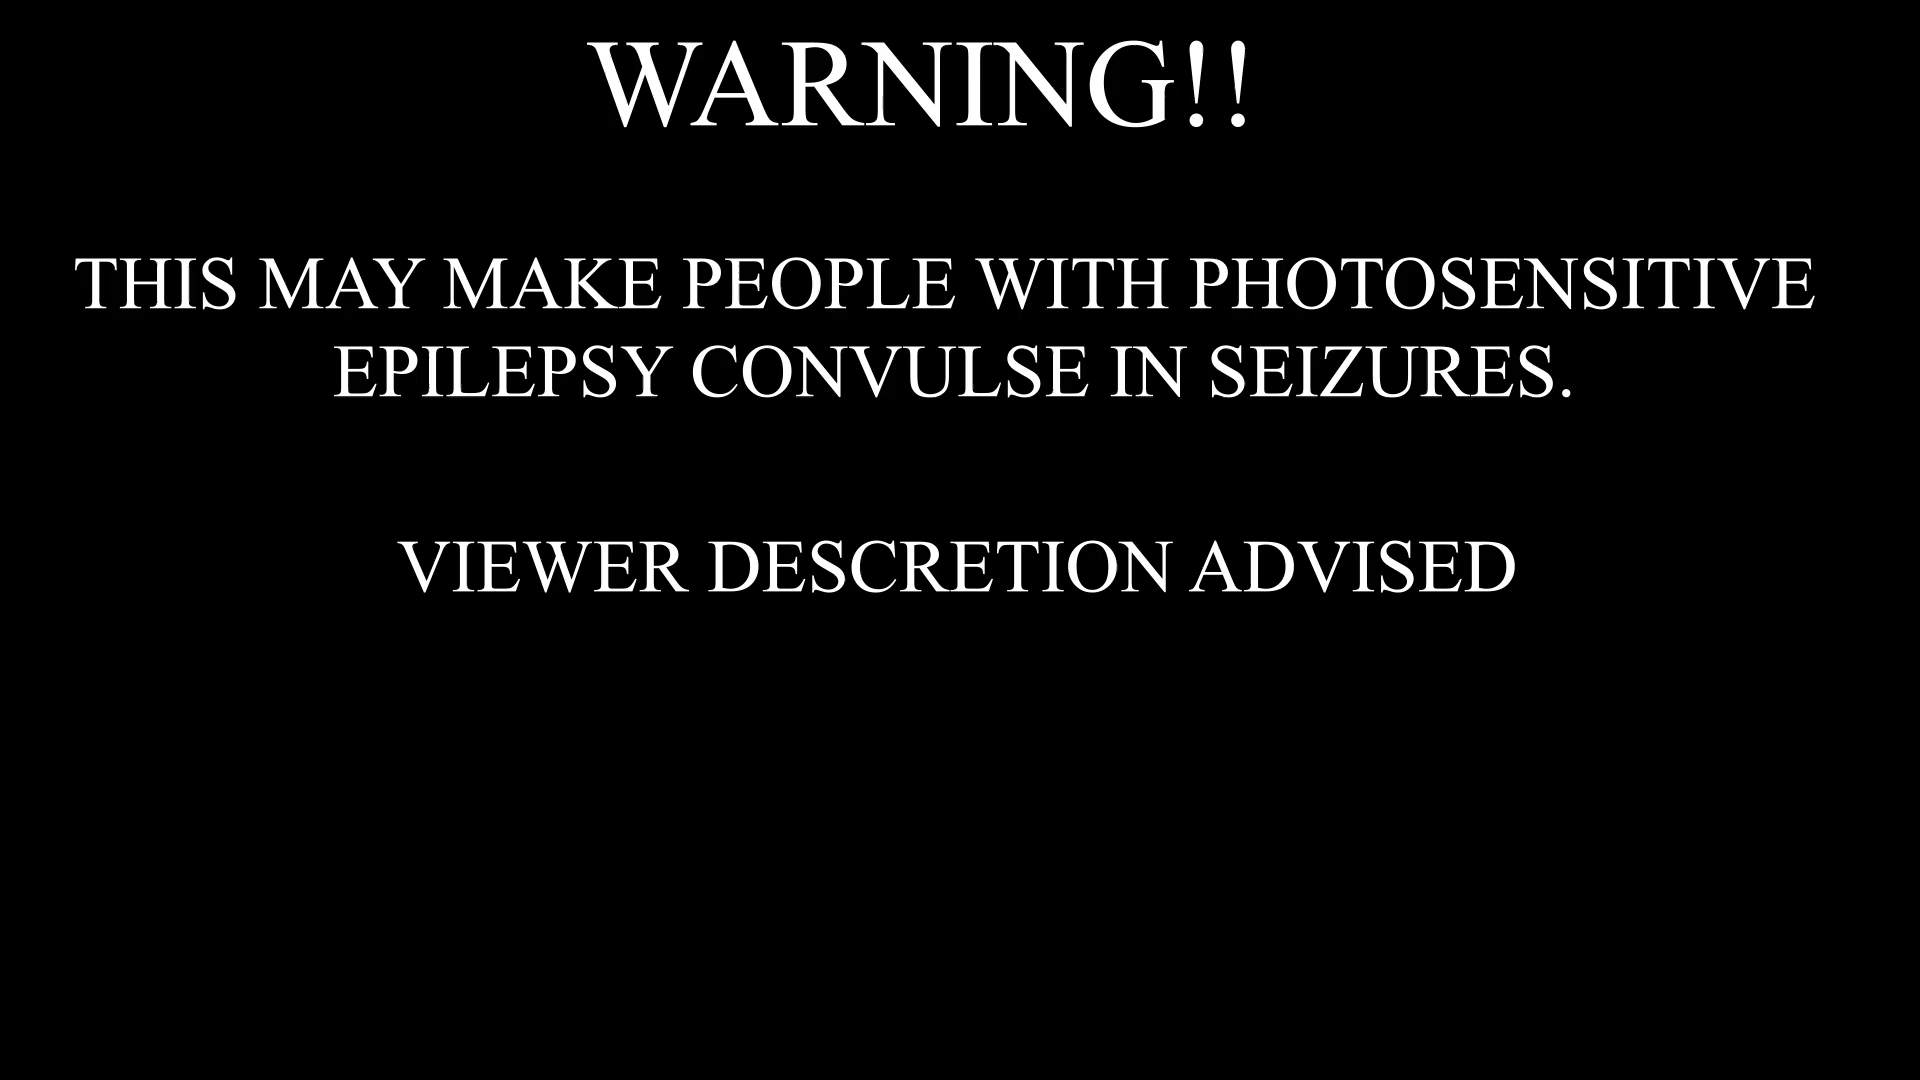 WARNING!!
THIS MAY MAKE PEOPLE WITH PHOTOSENSITIVE
EPILEPSY CONVULSE IN SEIZURES.
VIEWER DESCRETION ADVISED